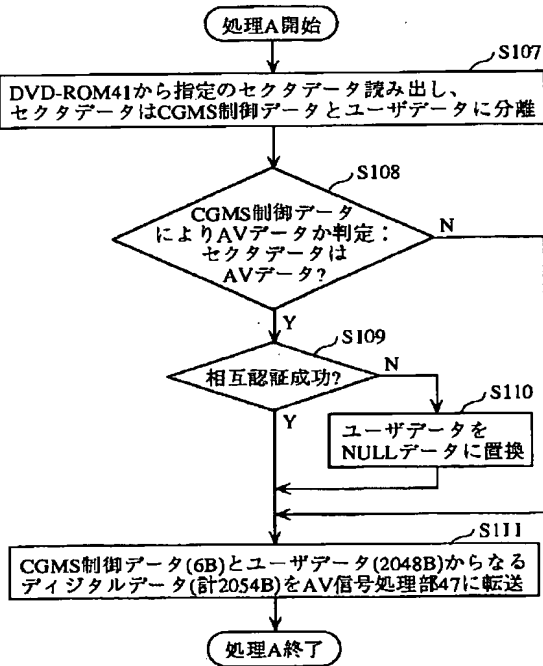 処理A開始
S107
DVD-ROM41から指定のセクタデータ読み出し、
セクタデータはCGMS制御データとユーザデータに分離
S108
CGMS制御データ
によりAVデータか判定：
セクタデータは
AVデータ?
N
Y
S109
相互認証成功?
N
Y
S110
ユーザデータを
NULLデータに置換
S111
CGMS制御データ(6B)とユーザデータ(2048B)からなる
ディジタルデータ(計2054B)をAV信号処理部47に転送
処理A終了